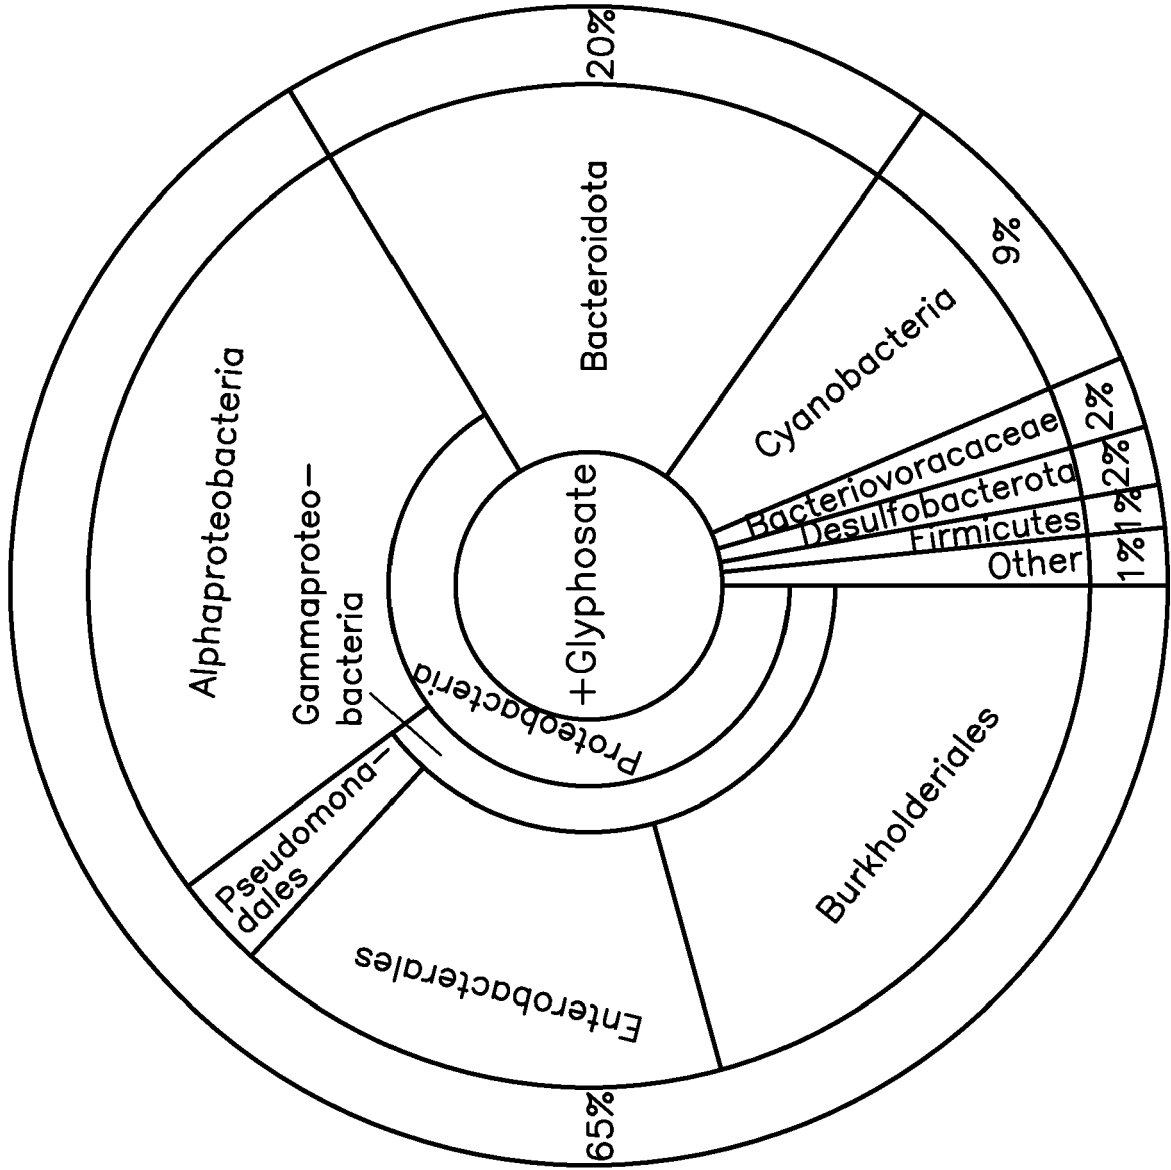 +Glyphosate
Proteobacteria
65%
Alphaproteobacteria
Gammaproteo-
bacteria
Pseudomona-
dales
Enterobacterales
Burkholderiales
Bacteroidota
20%
Cyanobacteria
9%
Bacteriovoracaceae
2%
Desulfobacterota
2%
Firmicutes
1%
Other
1%